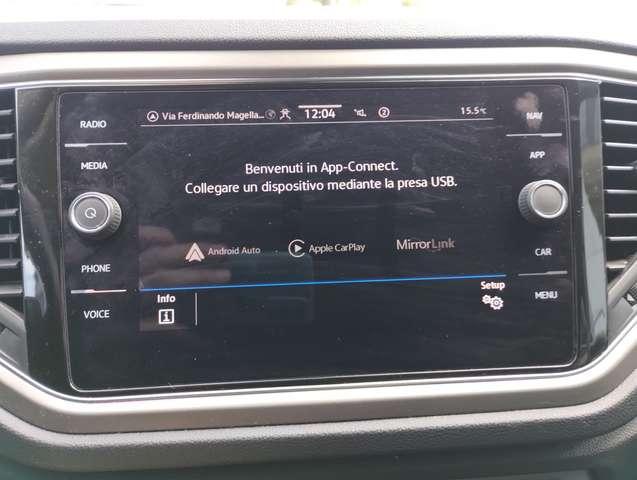 RADIO
MEDIA
PHONE
VOICE
Via Ferdinando Magella... 12:04 2 15.5°C
Benvenuti in App-Connect.
Collegare un dispositivo mediante la presa USB.
Android Auto Apple CarPlay MirrorLink
Info Setup
i
NAV
APP
CAR
MENU